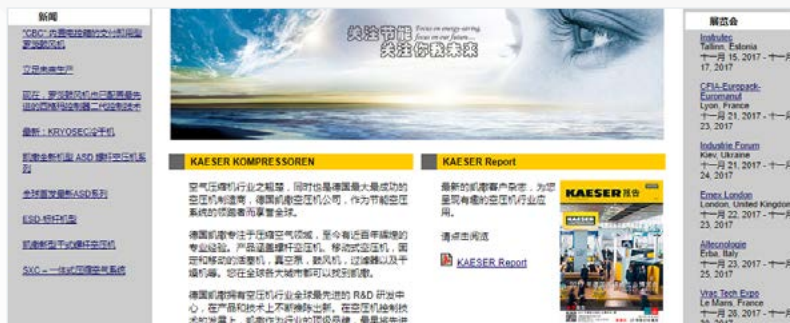 新闻
"CBC" 内置电控箱的交付即用型
罗茨鼓风机
立足未来生产
现在，罗茨鼓风机也已配置最先
进的西格玛控制器二代控制技术
最新：KRYOSEC冷干机
凯撒全新机型 ASD 螺杆空压机系
列
全球首发最新ASD系列
ESD-螺杆机型
凯撒新型干式螺杆空压机
SXC – 一体式压缩空气系统
关注节能
关注你我未来
Focus on energy-saving,
focus on our future...
KAESER KOMPRESSOREN
空气压缩机行业之翘楚，同时也是德国最大最成功的
空压机制造商，德国凯撒空压机公司，作为节能空压
系统的领跑者而享誉全球。
德国凯撒专注于压缩空气领域，至今有近百年辉煌的
专业经验。产品涵盖螺杆空压机、移动式空压机，固
定和移动的活塞机，真空泵，鼓风机，过滤器以及干
燥机等。您在全球各大城市都可以找到凯撒。
德国凯撒拥有空压机行业全球最先进的 R&D 研发中
心，在产品和技术上不断推陈出新。在空压机控制技
KAESER Report
最新的凯撒客户杂志，为您
呈现有趣的空压机行业应
用。
请点击阅览
KAESER Report
KAESER 报告
展览会
Instrutec
Tallinn, Estonia
十一月 15, 2017 - 十一月
17, 2017
CFIA-Europack-
Euromanut
Lyon, France
十一月 21, 2017 - 十一月
23, 2017
Industrie Forum
Kiev, Ukraine
十一月 21, 2017 - 十一月
24, 2017
Emex London
London, United Kingdom
十一月 22, 2017 - 十一月
23, 2017
Altecnologie
Erba, Italy
十一月 23, 2017 - 十一月
25, 2017
Vrac Tech Expo
Le Mans, France
十一月 28, 2017 - 十一月